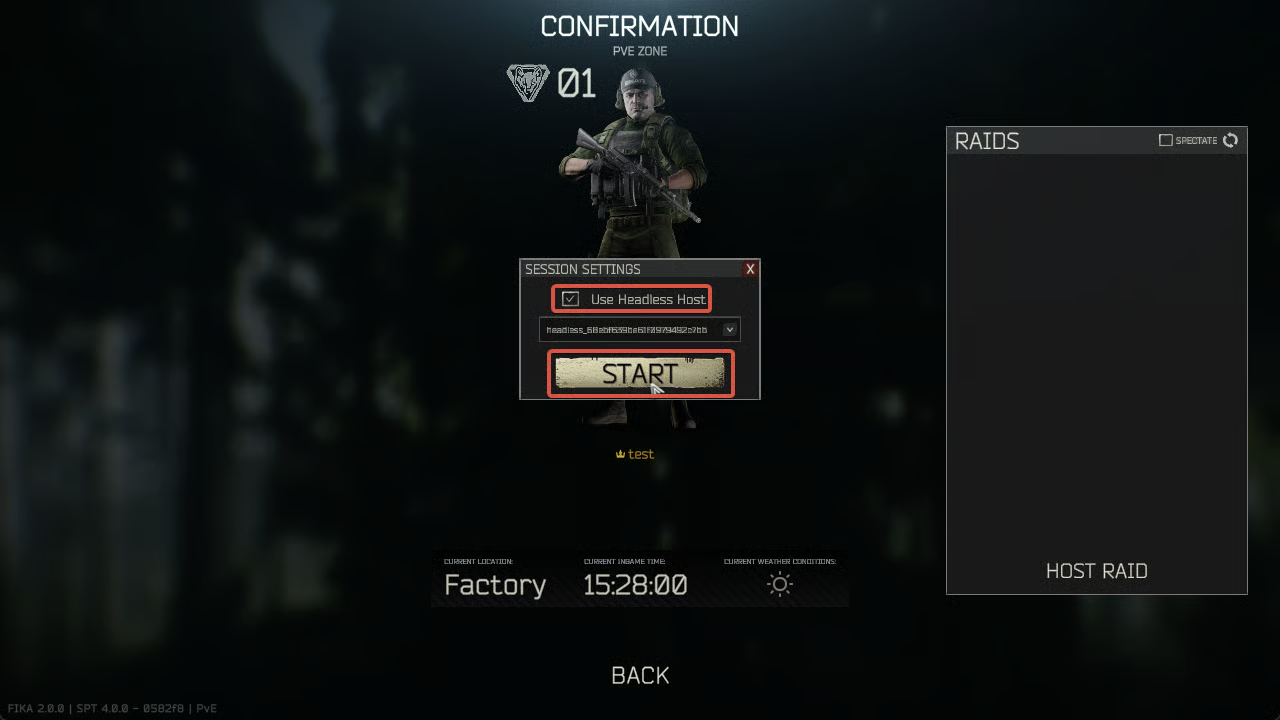 CONFIRMATION
PVE ZONE
01
RAIDS
SPECTATE
SESSION SETTINGS
X
Use Headless Host
START
test
CURRENT LOCATION:
CURRENT INGAME TIME:
CURRENT WEATHER CONDITIONS:
Factory
15:28:00
HOST RAID
BACK
FIKA 2.0.0 | SPT 4.0.0 - 0582f8 | PvE